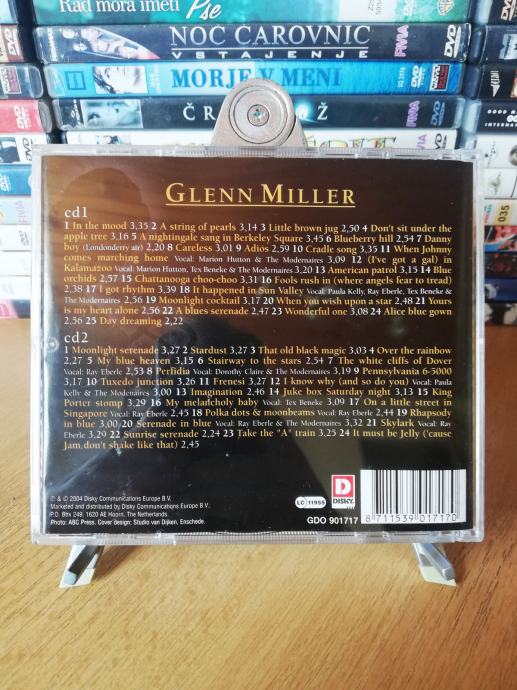 Rad mora imeti Pse
NOČ ČAROVNIC
VSTAJENJE
FIVIA
DVD
MORJE V MENI
DVD
ČR Ž
FIVIA
DVD
035
GLENN MILLER
cd1
1 In the mood 3,35 2 A string of pearls 3,14 3 Little brown jug 2,50 4 Don't sit under the
apple tree 3,16 5 A nightingale sang in Berkeley Square 3,45 6 Blueberry hill 2,54 7 Danny
boy (Londonderry air) 2,20 8 Careless 3,01 9 Adios 2,59 10 Cradle song 3,35 11 When Johnny
comes marching home Vocal: Marion Hutton & The Modernaires 3,09 12 (I've got a gal) in
Kalamazoo Vocal: Marion Hutton, Tex Beneke & The Modernaires 3,20 13 American patrol 3,15 14 Blue
orchids 2,57 15 Chattanooga choo-choo 3,31 16 Fools rush in (where angels fear to tread)
2,38 17 I got rhythm 3,39 18 It happened in Sun Valley Vocal: Paula Kelly, Ray Eberle, Tex Beneke &
The Modernaires 2,56 19 Moonlight cocktail 3,17 20 When you wish upon a star 2,48 21 Yours
is my heart alone 2,56 22 A blues serenade 2,47 23 Wonderful one 3,08 24 Alice blue gown
2,56 25 Day dreaming 2,22
cd2
1 Moonlight serenade 3,27 2 Stardust 3,27 3 That old black magic 3,03 4 Over the rainbow
2,27 5 My blue heaven 3,15 6 Stairway to the stars 2,54 7 The white cliffs of Dover
Vocal: Ray Eberle 2,53 8 Perfidia Vocal: Dorothy Claire & The Modernaires 3,19 9 Pennsylvania 6-5000
3,17 10 Tuxedo junction 3,26 11 Frenesi 3,27 12 I know why (and so do you) Vocal: Paula
Kelly & The Modernaires 3,00 13 Imagination 2,46 14 Juke box Saturday night 3,13 15 King
Porter stomp 3,29 16 My melancholy baby Vocal: Tex Beneke 3,09 17 On a little street in
Singapore Vocal: Ray Eberle 2,45 18 Polka dots & moonbeams Vocal: Ray Eberle 2,44 19 Rhapsody
in blue 3,00 20 Serenade in blue Vocal: Ray Eberle & The Modernaires 3,32 21 Skylark Vocal: Ray
Eberle 3,29 22 Sunrise serenade 2,24 23 Take the "A" train 3,25 24 It must be Jelly ('cause
Jam don't shake like that) 2,45
℗ & © 2004 Disky Communications Europe B.V.
Marketed and distributed by Disky Communications Europe B.V.
P.O. Box 249, 1620 AE Hoorn, The Netherlands.
Photo: ABC Press. Cover design: Studio van Dijken, Enschede.
LC 11955
D
DISKY
GDO 901717
8 711539 017170